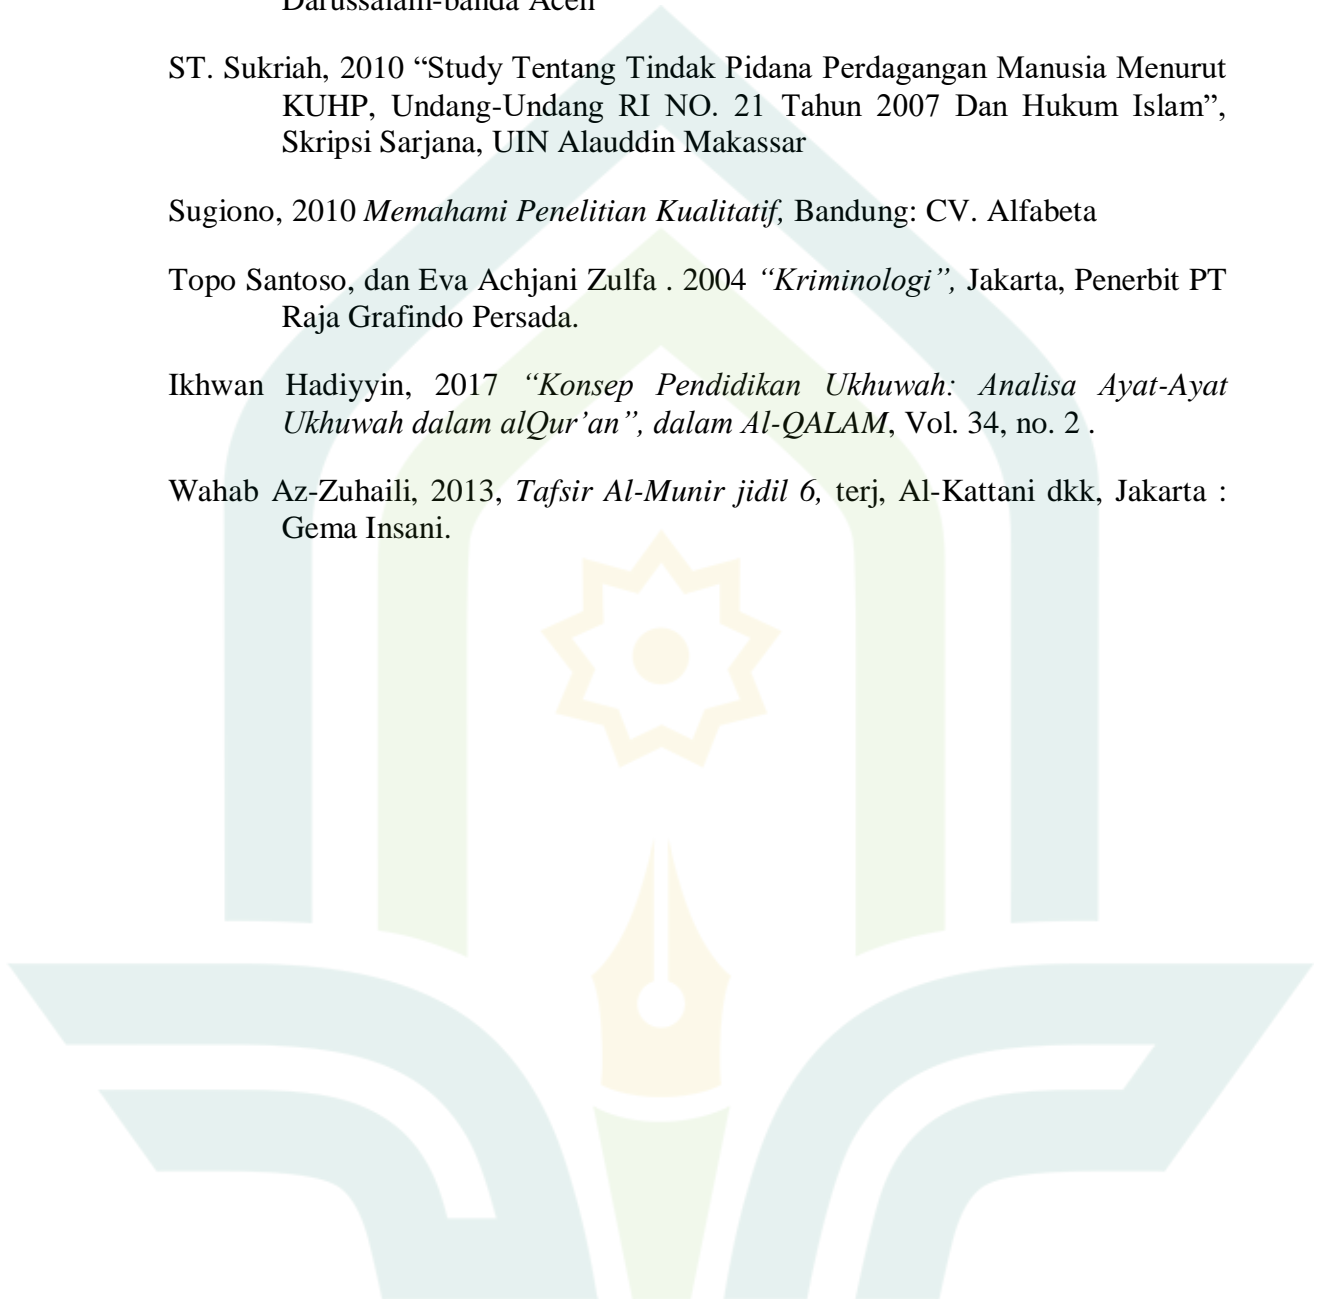 Darussalam-banda Aceh
ST. Sukriah, 2010 “Study Tentang Tindak Pidana Perdagangan Manusia Menurut
KUHP, Undang-Undang RI NO. 21 Tahun 2007 Dan Hukum Islam”,
Skripsi Sarjana, UIN Alauddin Makassar
Sugiono, 2010 Memahami Penelitian Kualitatif, Bandung: CV. Alfabeta
Topo Santoso, dan Eva Achjani Zulfa . 2004 “Kriminologi”, Jakarta, Penerbit PT
Raja Grafindo Persada.
Ikhwan Hadiyyin, 2017 “Konsep Pendidikan Ukhuwah: Analisa Ayat-Ayat
Ukhuwah dalam alQur’an”, dalam Al-QALAM, Vol. 34, no. 2 .
Wahab Az-Zuhaili, 2013, Tafsir Al-Munir jidil 6, terj, Al-Kattani dkk, Jakarta :
Gema Insani.